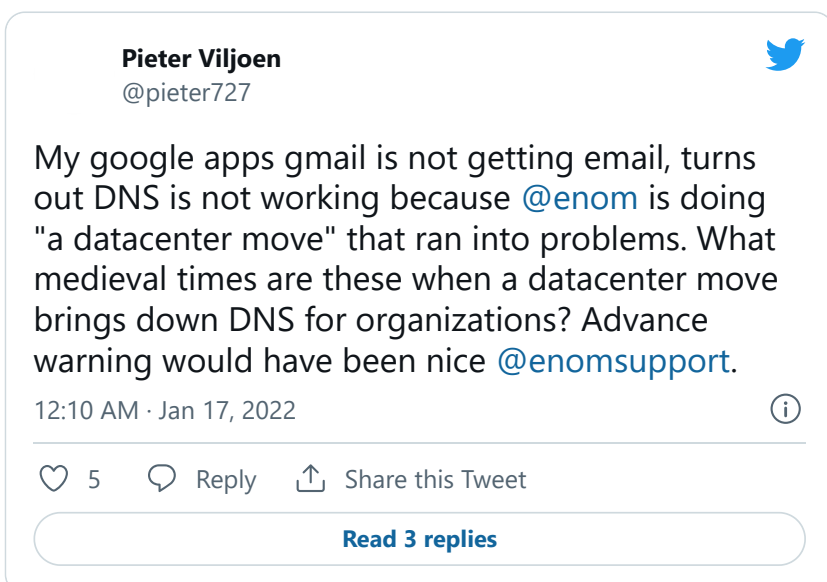 Pieter Viljoen
@pieter727
My google apps gmail is not getting email, turns
out DNS is not working because @enom is doing
"a datacenter move" that ran into problems. What
medieval times are these when a datacenter move
brings down DNS for organizations? Advance
warning would have been nice @enomsupport.
12:10 AM · Jan 17, 2022
5 Reply Share this Tweet
Read 3 replies